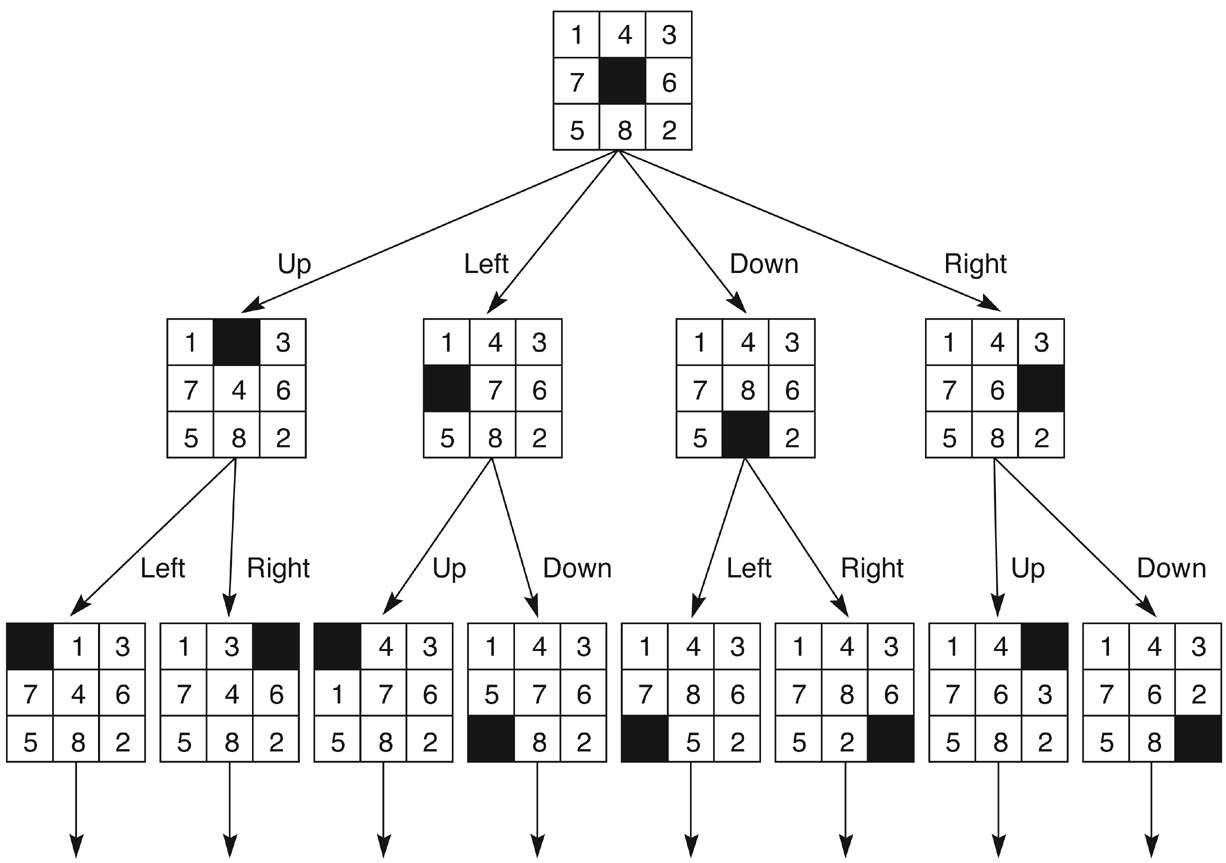 1 4 3
7 6
5 8 2
Up Left Down Right
1 3 1 4 3 1 4 3 1 4 3
7 4 6 7 6 7 8 6 7 6
5 8 2 5 8 2 5 2 5 8 2
Left Right Up Down Left Right Up Down
1 3 1 3 4 3 1 4 3 1 4 3 1 4 3 1 4 1 4 3
7 4 6 7 4 6 1 7 6 5 7 6 7 8 6 7 8 6 7 6 3 7 6 2
5 8 2 5 8 2 5 8 2 8 2 5 2 5 2 5 8 2 5 8